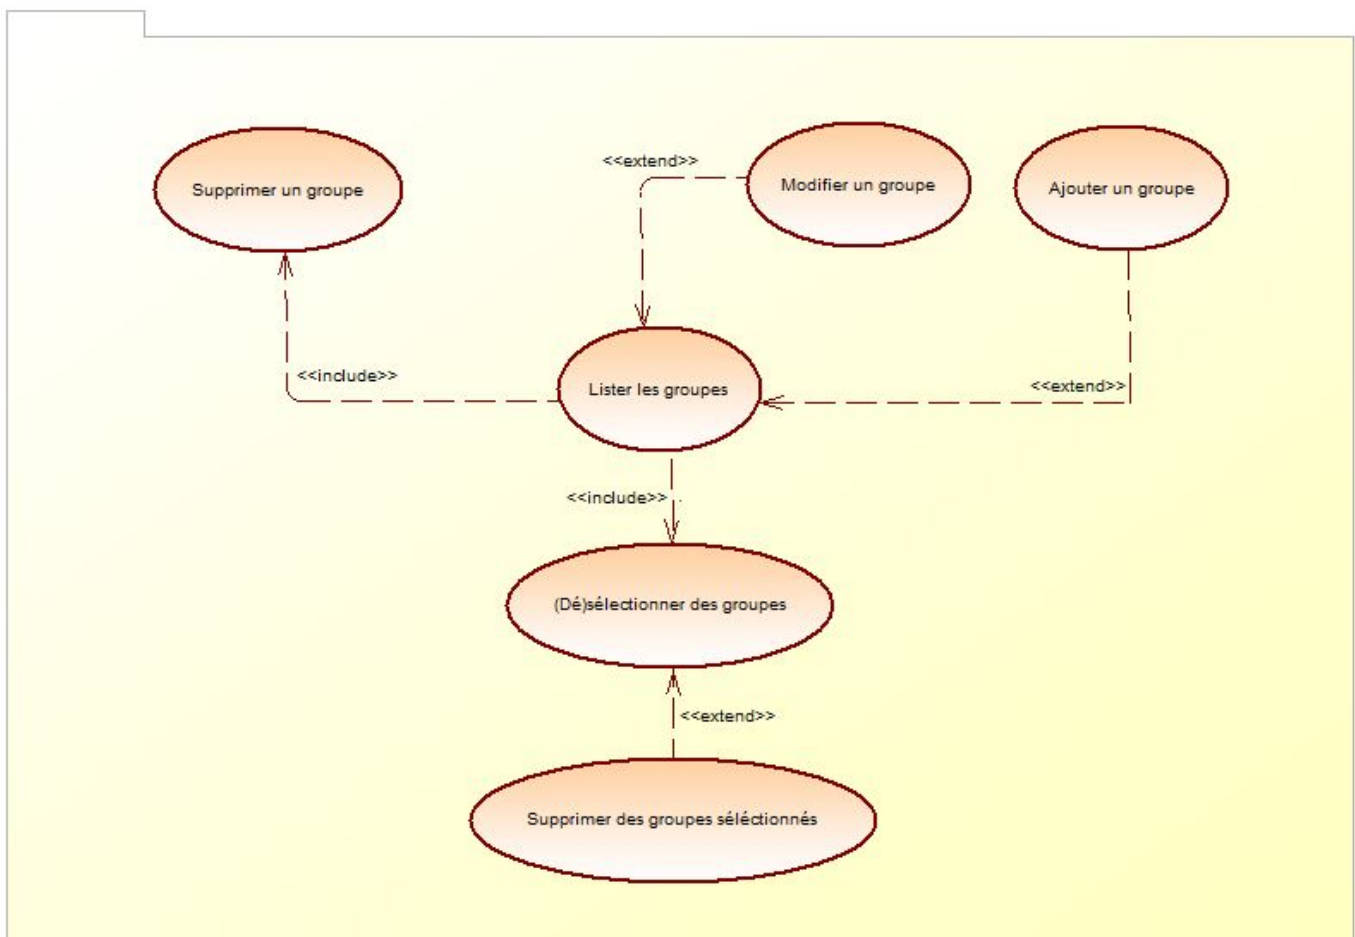 <<extend>>
Supprimer un groupe
Modifier un groupe
Ajouter un groupe
<<include>>
Lister les groupes
<<extend>>
<<include>>
(Dé)sélectionner des groupes
<<extend>>
Supprimer des groupes séléctionnés